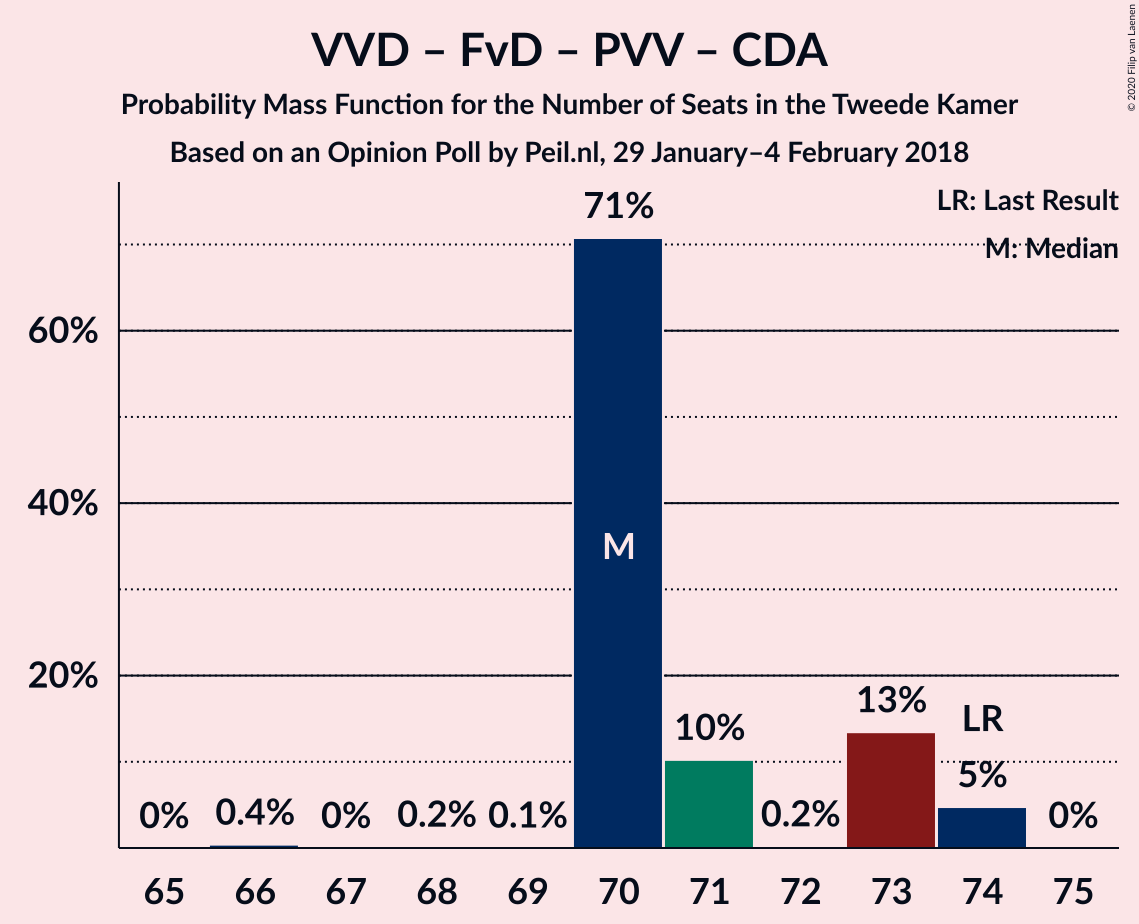 VVD – FvD – PVV – CDA
Probability Mass Function for the Number of Seats in the Tweede Kamer
Based on an Opinion Poll by Peil.nl, 29 January–4 February 2018
© 2020 Filip van Laenen
LR: Last Result
M: Median
60%
40%
20%
0%
0.4%
0%
0.2%
0.1%
71%
M
10%
0.2%
13%
LR
5%
0%
65 66 67 68 69 70 71 72 73 74 75